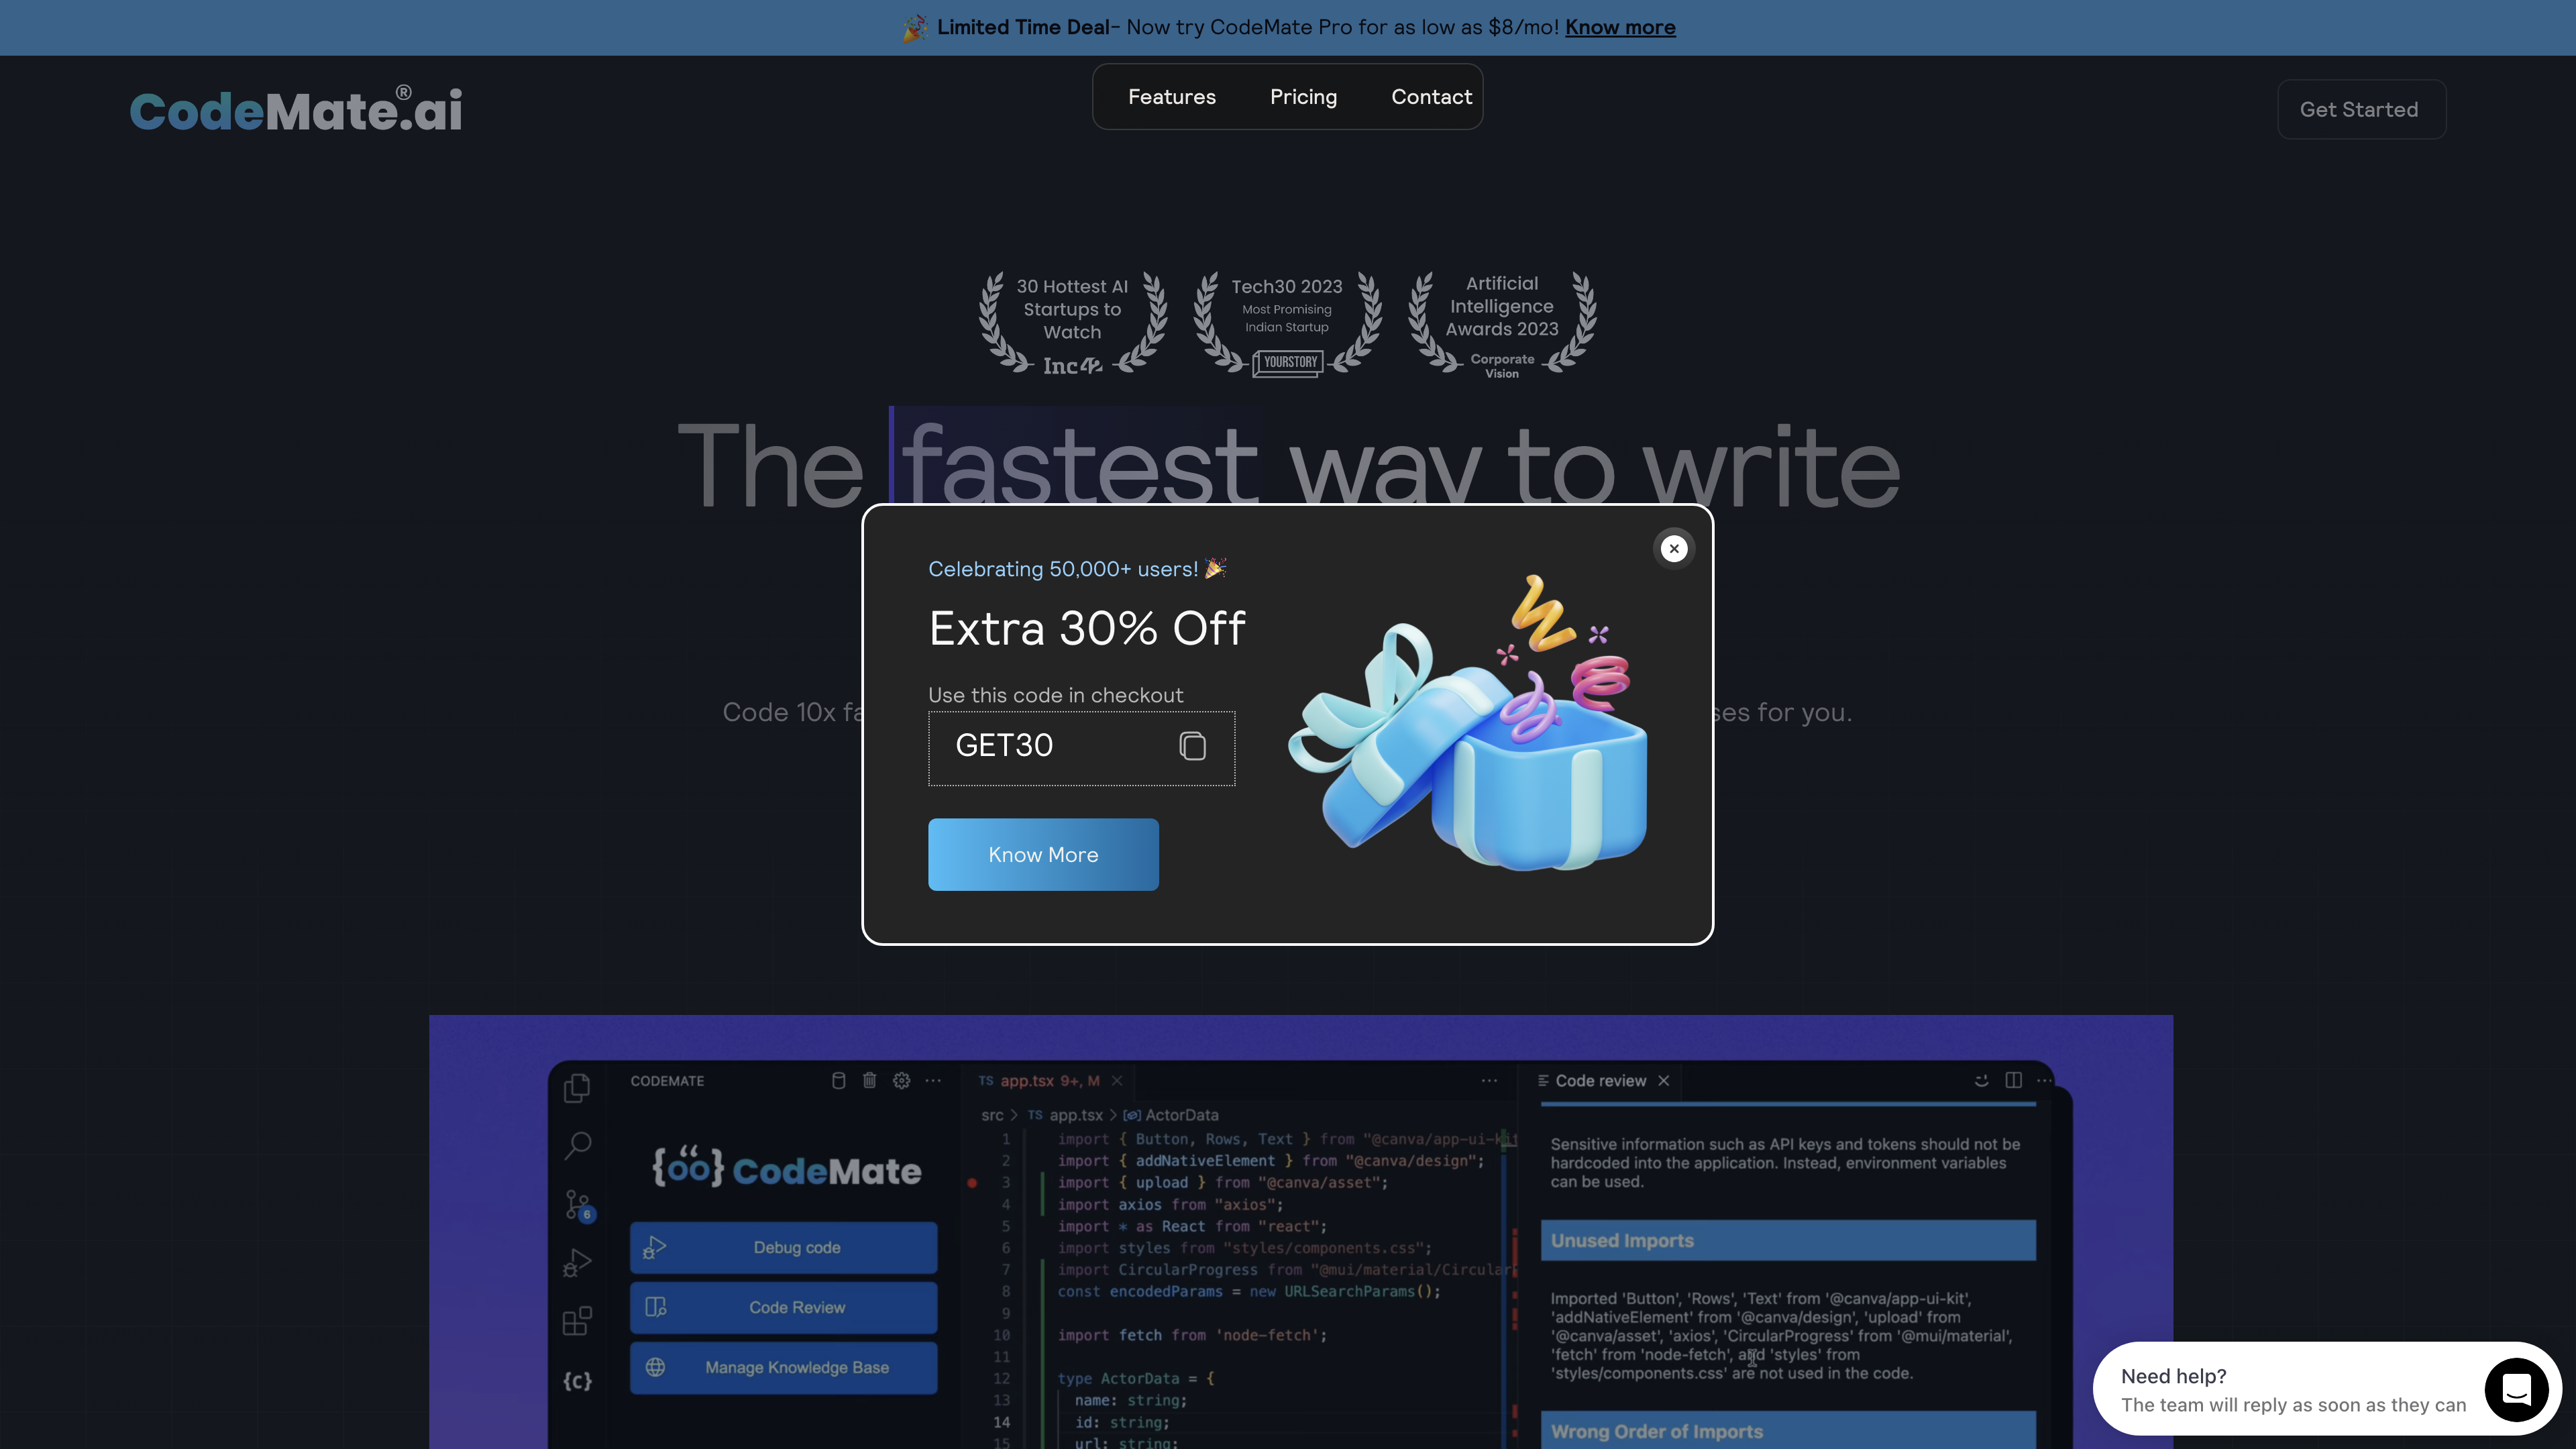 🎉 Limited Time Deal- Now try CodeMate Pro for as low as $8/mo! Know more
CodeMate.ai®
Features
Pricing
Contact
Get Started
30 Hottest AI
Startups to
Watch
Inc42
Tech30 2023
Most Promising
Indian Startup
YOURSTORY
Artificial
Intelligence
Awards 2023
Corporate
Vision
The fastest way to write
Code 10x
ses for you.
Celebrating 50,000+ users! 🎉
Extra 30% Off
Use this code in checkout
GET30
Know More
CODEMATE
{oo} CodeMate
Debug code
Code Review
Manage Knowledge Base
6
{c}
TS app.tsx 9+, M
src > TS app.tsx > ActorData
1 import { Button, Rows, Text } from "@canva/app-ui-kit
2 import { addNativeElement } from "@canva/design";
3 import { upload } from "@canva/asset";
4 import axios from "axios";
5 import * as React from "react";
6 import styles from "styles/components.css";
7 import CircularProgress from "@mui/material/Circular
8 const encodedParams = new URLSearchParams();
9
10 import fetch from 'node-fetch';
11
12 type ActorData = {
13 name: string;
14 id: string;
15 url: string;
Code review
Sensitive information such as API keys and tokens should not be
hardcoded into the application. Instead, environment variables
can be used.
Unused Imports
Imported 'Button', 'Rows', 'Text' from '@canva/app-ui-kit',
'addNativeElement' from '@canva/design', 'upload' from
'@canva/asset', 'axios', 'CircularProgress' from '@mui/material',
'fetch' from 'node-fetch', and 'styles' from
'styles/components.css' are not used in the code.
Wrong Order of Imports
Need help?
The team will reply as soon as they can